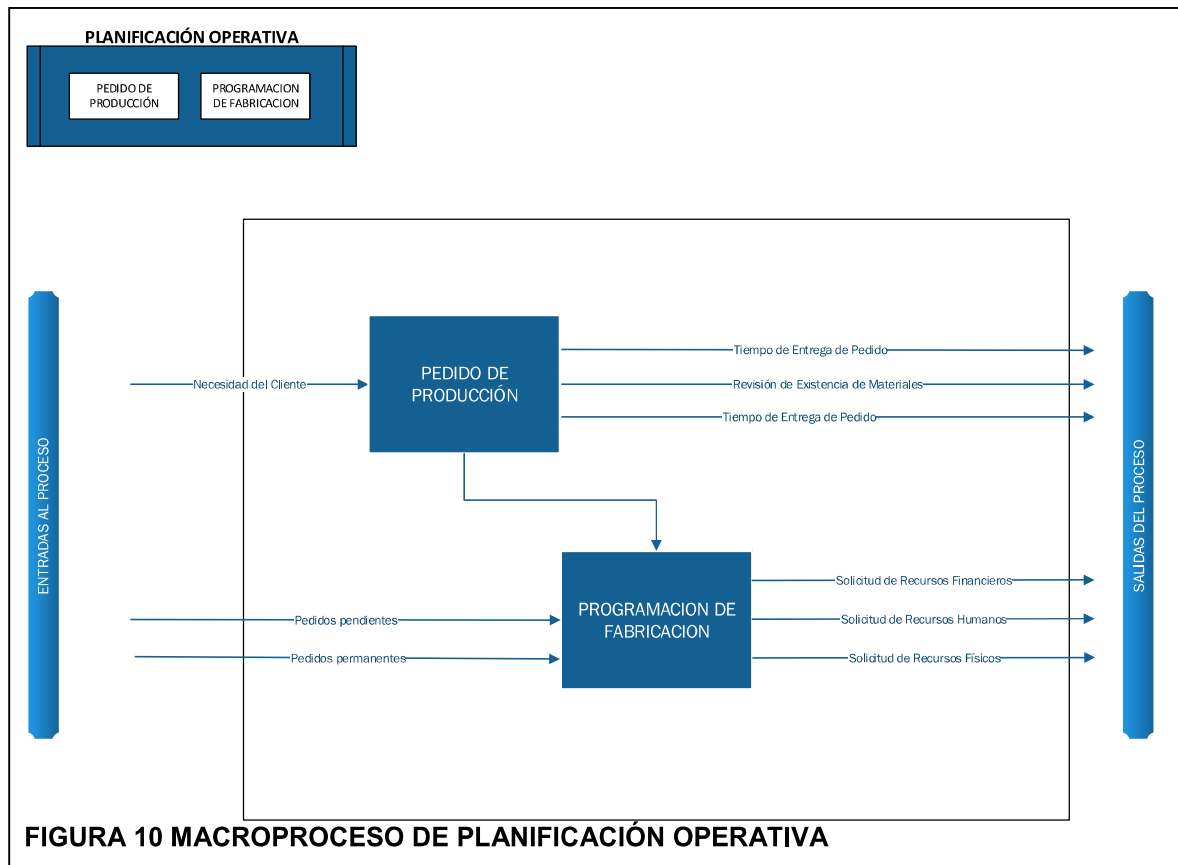 PLANIFICACIÓN OPERATIVA
PEDIDO DE
PRODUCCIÓN
PROGRAMACION
DE FABRICACION
ENTRADAS AL PROCESO
Necesidad del Cliente
PEDIDO DE
PRODUCCIÓN
Tiempo de Entrega de Pedido
Revisión de Existencia de Materiales
Tiempo de Entrega de Pedido
Pedidos pendientes
Pedidos permanentes
PROGRAMACION DE
FABRICACION
Solicitud de Recursos Financieros
Solicitud de Recursos Humanos
Solicitud de Recursos Físicos
SALIDAS DEL PROCESO
FIGURA 10 MACROPROCESO DE PLANIFICACIÓN OPERATIVA